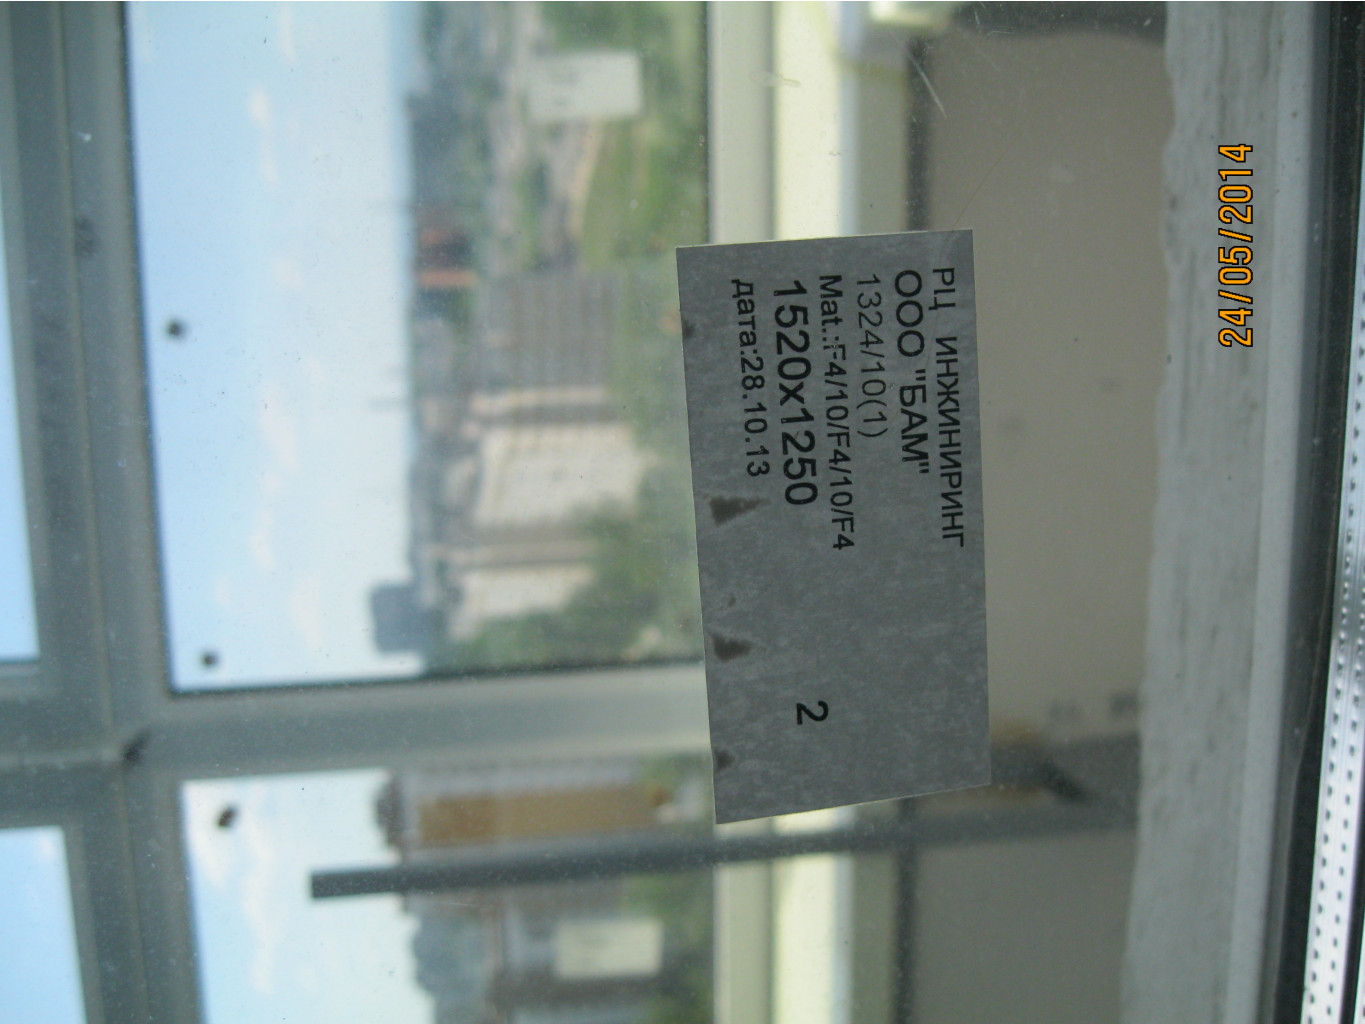 РЦ ИНЖИНИРИНГ
ООО "БАМ"
1324/10(1)
Mat.:F4/10/F4/10/F4
1520x1250 2
дата:28.10.13
24/05/2014